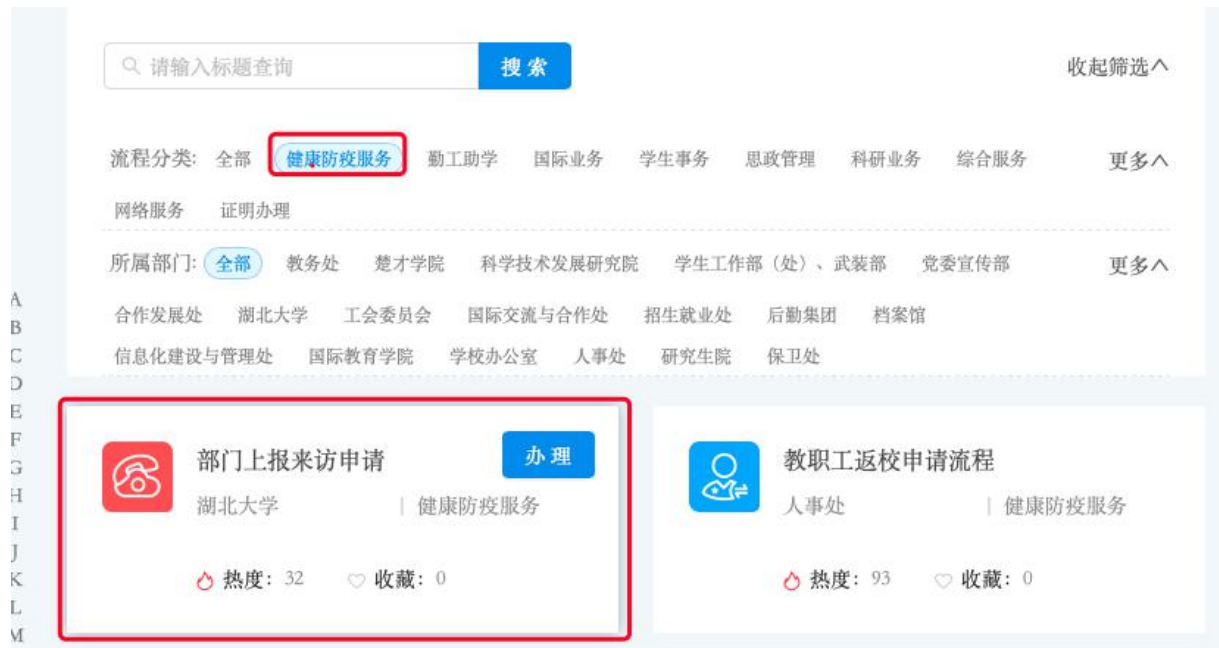 请输入标题查询 搜索 收起筛选
流程分类: 全部 健康防疫服务 勤工助学 国际业务 学生事务 思政管理 科研业务 综合服务 更多
网络服务 证明办理
所属部门: 全部 教务处 楚才学院 科学技术发展研究院 学生工作部（处）、武装部 党委宣传部 更多
合作发展处 湖北大学 工会委员会 国际交流与合作处 招生就业处 后勤集团 档案馆
信息化建设与管理处 国际教育学院 学校办公室 人事处 研究生院 保卫处
A
B
C
D
E
F
G
H
I
J
K
L
M
部门上报来访申请 办理
湖北大学 | 健康防疫服务
热度: 32 收藏: 0
教职工返校申请流程
人事处 | 健康防疫服务
热度: 93 收藏: 0